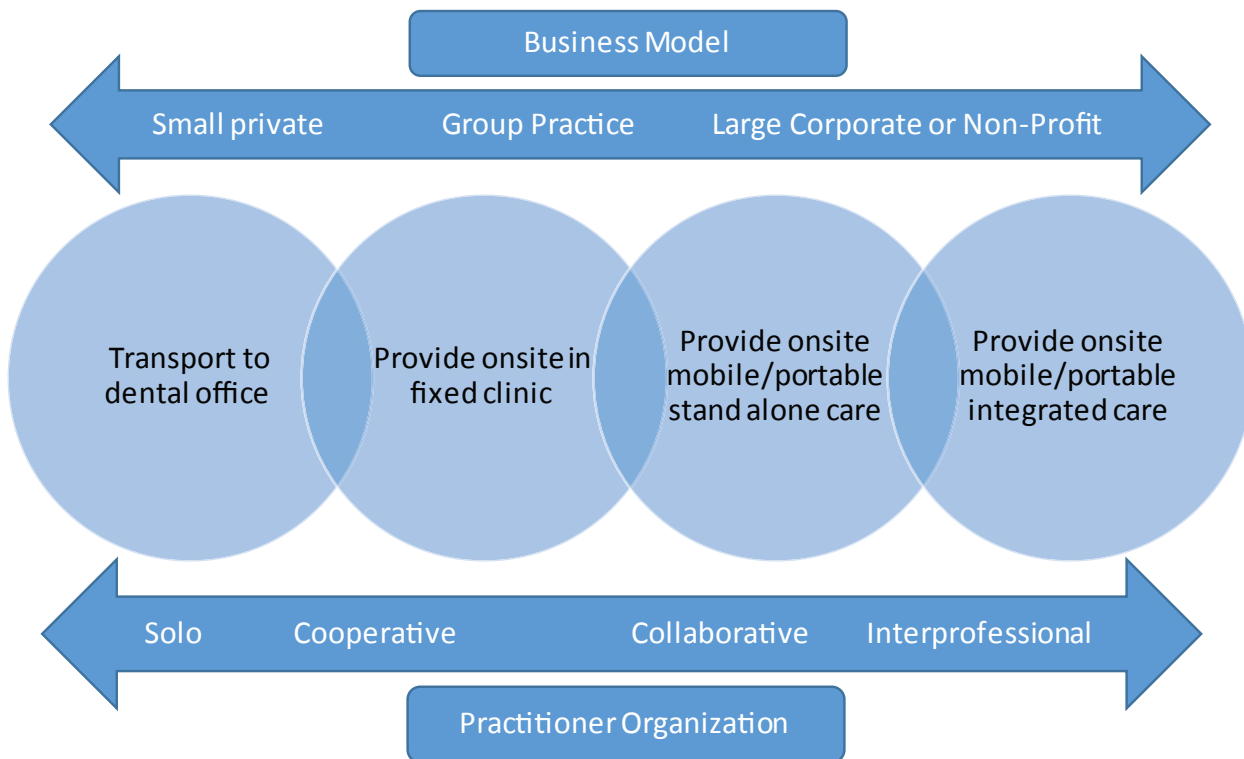 Business Model
Small private Group Practice Large Corporate or Non-Profit
Transport to
dental office
Provide onsite in
fixed clinic
Provide onsite
mobile/portable
stand alone care
Provide onsite
mobile/portable
integrated care
Solo Cooperative Collaborative Interprofessional
Practitioner Organization